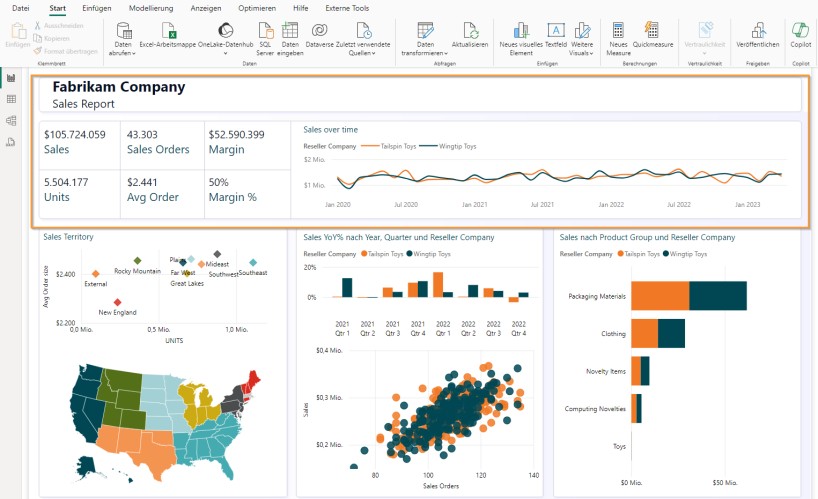 Datei Start Einfügen Modellierung Anzeigen Optimieren Hilfe Externe Tools
Einfügen
Ausschneiden
Kopieren
Format übertragen
Daten abrufen
Excel-Arbeitsmappe
OneLake-Datenhub
SQL Server
Daten eingeben
Dataverse
Zuletzt verwendete Quellen
Daten transformieren
Aktualisieren
Neues visuelles Element
Textfeld
Weitere Visuals
Neues Measure
Quickmeasure
Vertraulichkeit
Veröffentlichen
Copilot
Klemmbrett Daten Abfragen Einfügen Berechnungen Vertraulichkeit Freigeben Copilot
Fabrikam Company
Sales Report
$105.724.059 43.303 $52.590.399
Sales Sales Orders Margin
5.504.177 $2.441 50%
Units Avg Order Margin %
Sales over time
Reseller Company Tailspin Toys Wingtip Toys
$2 Mio.
$1 Mio.
Jan 2020 Jul 2020 Jan 2021 Jul 2021 Jan 2022 Jul 2022 Jan 2023
Sales Territory
Avg Order size
$2.400
$2.200
External
Rocky Mountain
Far West
Great Lakes
Mideast
Southwest
Southeast
New England
0,0 Mio. 0,5 Mio. 1,0 Mio.
UNITS
Sales YoY% nach Year, Quarter und Reseller Company
Reseller Company Tailspin Toys Wingtip Toys
20%
0%
2021 2021 2021 2021 2022 2022 2022 2022
Qtr 1 Qtr 2 Qtr 3 Qtr 4 Qtr 1 Qtr 2 Qtr 3 Qtr 4
$0,4 Mio.
$0,3 Mio.
$0,2 Mio.
Sales
80 100 120 140
Sales Orders
Sales nach Product Group und Reseller Company
Reseller Company Tailspin Toys Wingtip Toys
Packaging Materials
Clothing
Novelty Items
Computing Novelties
Toys
$0 Mio. $50 Mio.